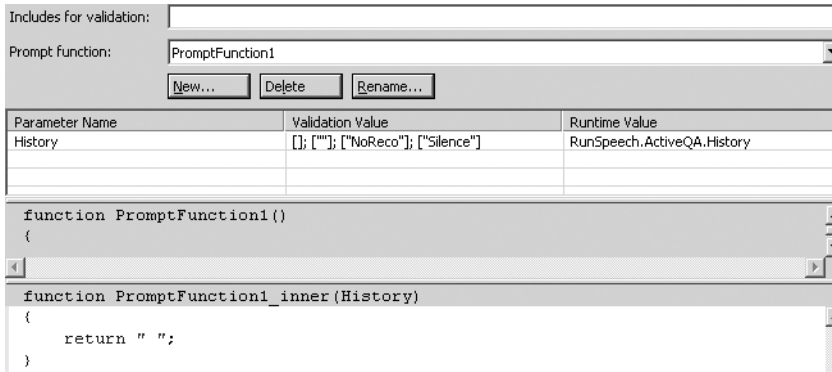 Includes for validation:
Prompt function: PromptFunction1
New... Delete Rename...
Parameter Name Validation Value Runtime Value
History []; [""]; ["NoReco"]; ["Silence"] RunSpeech.ActiveQA.History
function PromptFunction1()
{
function PromptFunction1_inner(History)
{
return " ";
}